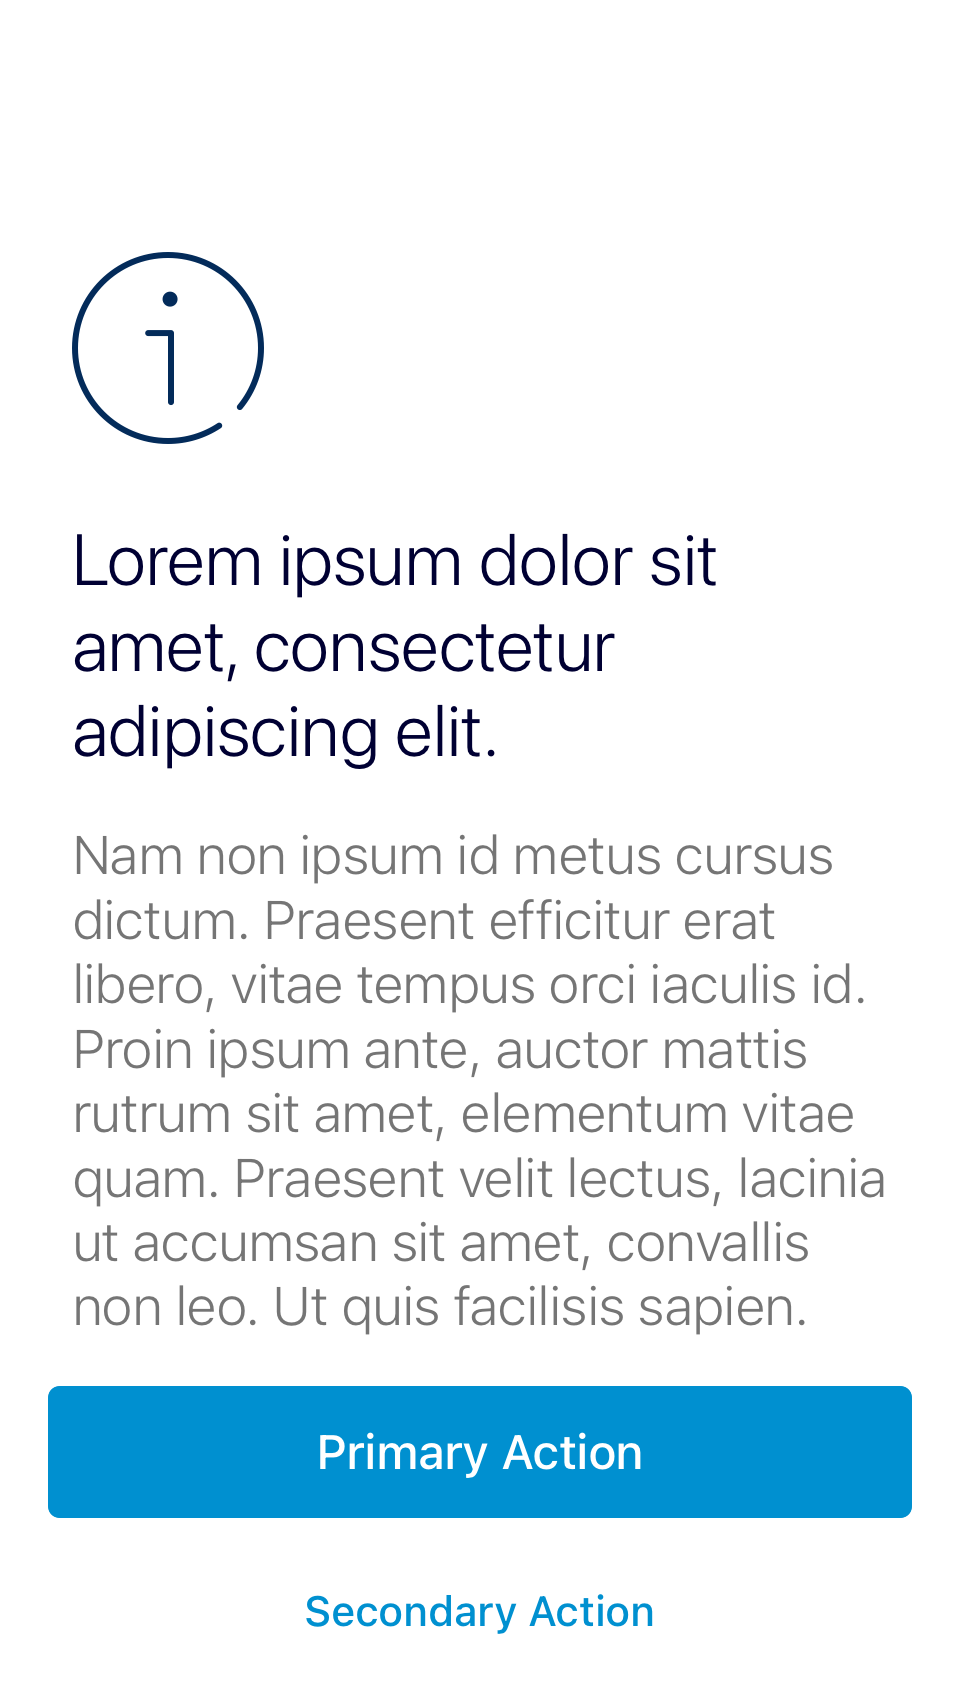 Lorem ipsum dolor sit
amet, consectetur
adipiscing elit.
Nam non ipsum id metus cursus
dictum. Praesent efficitur erat
libero, vitae tempus orci iaculis id.
Proin ipsum ante, auctor mattis
rutrum sit amet, elementum vitae
quam. Praesent velit lectus, lacinia
ut accumsan sit amet, convallis
non leo. Ut quis facilisis sapien.
Primary Action
Secondary Action